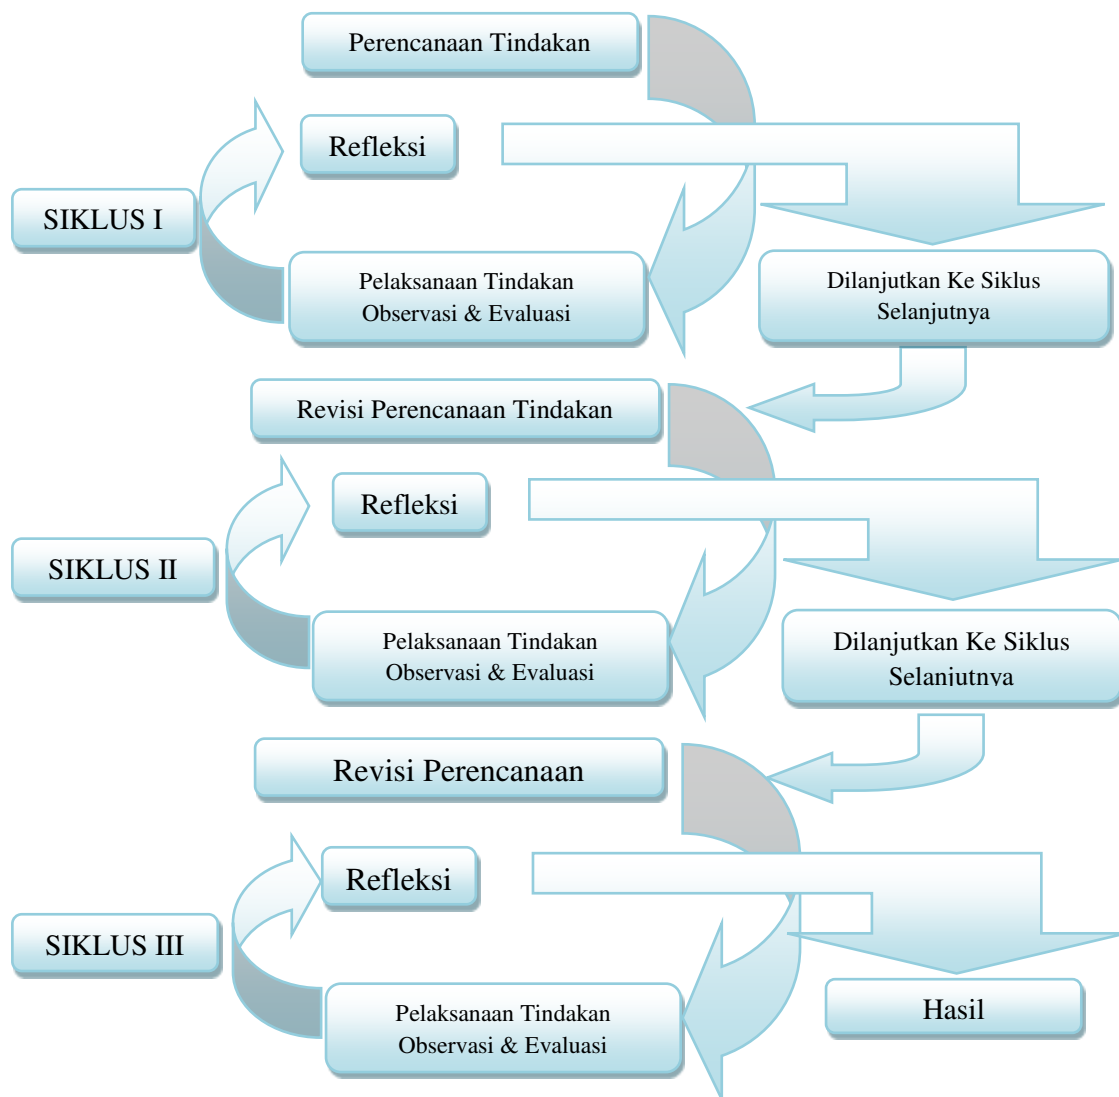 Perencanaan Tindakan
Refleksi
SIKLUS I
Pelaksanaan Tindakan
Observasi & Evaluasi
Dilanjutkan Ke Siklus
Selanjutnya
Revisi Perencanaan Tindakan
Refleksi
SIKLUS II
Pelaksanaan Tindakan
Observasi & Evaluasi
Dilanjutkan Ke Siklus
Selanjutnya
Revisi Perencanaan
Refleksi
SIKLUS III
Pelaksanaan Tindakan
Observasi & Evaluasi
Hasil